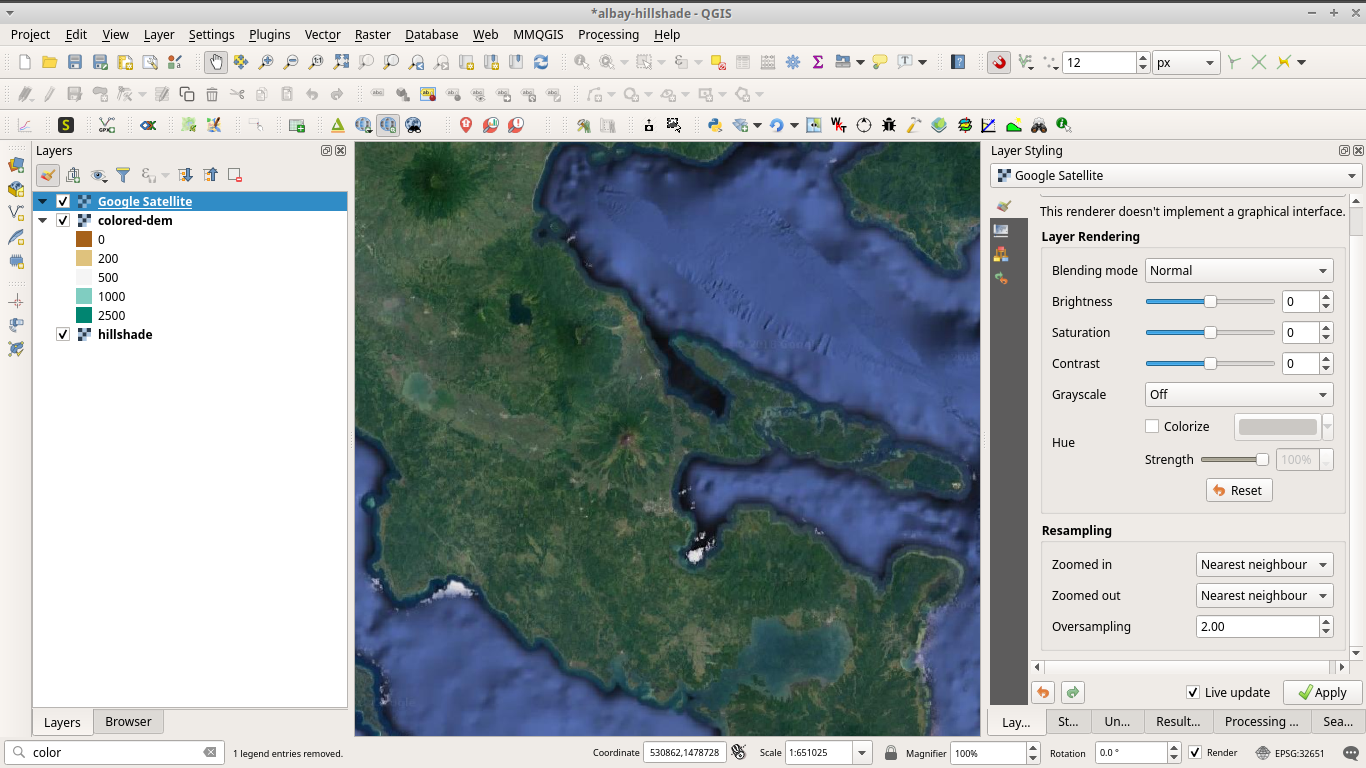 *albay-hillshade - QGIS
Project Edit View Layer Settings Plugins Vector Raster Database Web MMQGIS Processing Help
12 px
Layers
Google Satellite
colored-dem
0
200
500
1000
2500
hillshade
Layers Browser
Layer Styling
Google Satellite
This renderer doesn't implement a graphical interface.
Layer Rendering
Blending mode Normal
Brightness 0
Saturation 0
Contrast 0
Grayscale Off
Hue
Colorize
Strength 100%
Reset
Resampling
Zoomed in Nearest neighbour
Zoomed out Nearest neighbour
Oversampling 2.00
Live update Apply
Lay... St... Un... Result... Processing ... Sea...
color 1 legend entries removed. Coordinate 530862,1478728 Scale 1:651025 Magnifier 100% Rotation 0.0 ° Render EPSG:32651